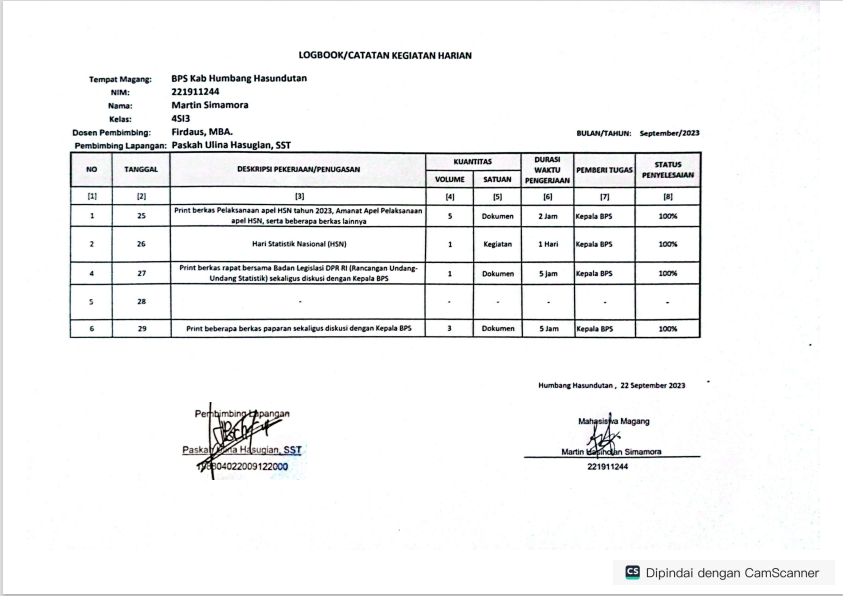 LOGBOOK/CATATAN KEGIATAN HARIAN
Tempat Magang: BPS Kab Humbang Hasundutan
NIM: 221911244
Nama: Martin Simamora
Kelas: 4SI3
Dosen Pembimbing: Firdaus, MBA.
BULAN/TAHUN: September/2023
Pembimbing Lapangan: Paskah Ulina Hasugian, SST
NO TANGGAL DESKRIPSI PEKERJAAN/PENUGASAN KUANTITAS DURASI WAKTU PENGERJAAN PEMBERI TUGAS STATUS PENYELESAIAN
VOLUME SATUAN
[1] [2] [3] [4] [5] [6] [7] [8]
1 25 Print berkas Pelaksanaan apel HSN tahun 2023, Amanat Apel Pelaksanaan
apel HSN, serta beberapa berkas lainnya 5 Dokumen 2 Jam Kepala BPS 100%
2 26 Hari Statistik Nasional (HSN) 1 Kegiatan 1 Hari Kepala BPS 100%
4 27 Print berkas rapat bersama Badan Legislasi DPR RI (Rancangan Undang-
Undang Statistik) sekaligus diskusi dengan Kepala BPS 1 Dokumen 5 jam Kepala BPS 100%
5 28 - - - - - -
6 29 Print beberapa berkas paparan sekaligus diskusi dengan Kepala BPS 3 Dokumen 5 Jam Kepala BPS 100%
Humbang Hasundutan , 22 September 2023
Pembimbing Lapangan
Mahasiswa Magang
Paskah Ulina Hasugian, SST
Martin Simamora
221911244
CS Dipindai dengan CamScanner